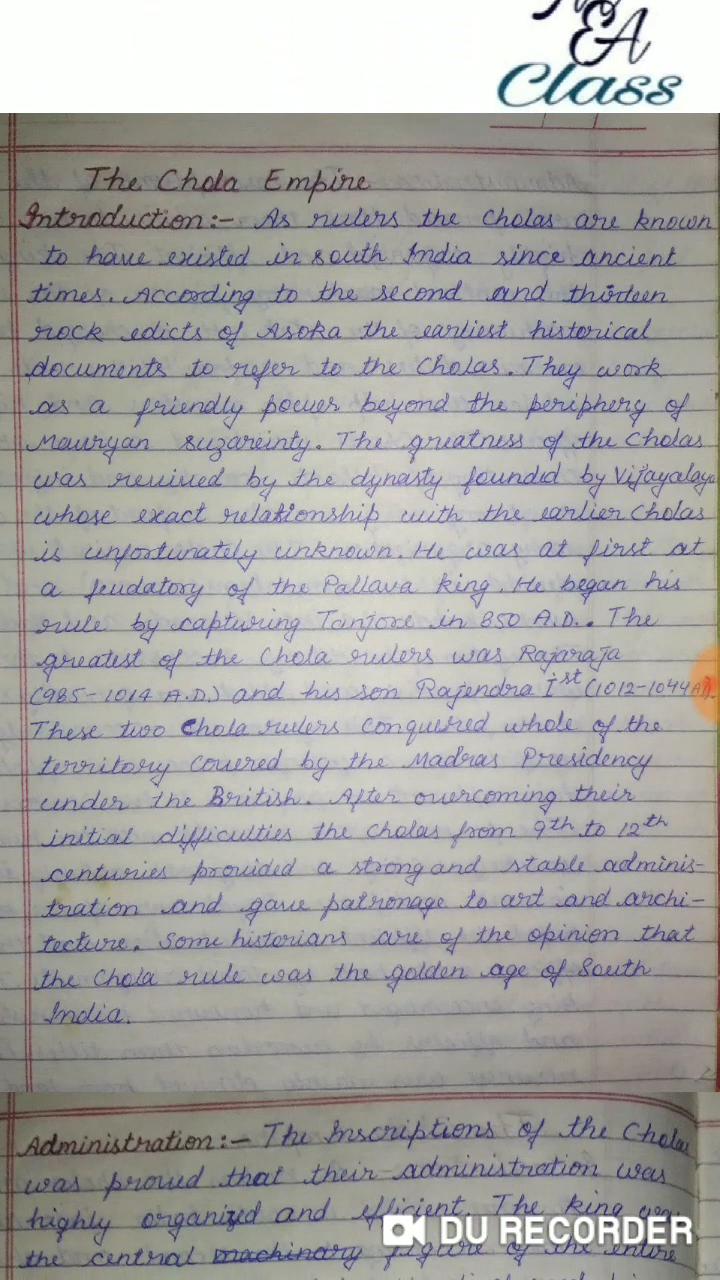 EA
Class
The Chola Empire
Introduction:- As rulers the Cholas are known
to have existed in south India since ancient
times. According to the second and thirteen
rock edicts of Asoka the earliest historical
documents to refer to the Cholas. They work
as a friendly power beyond the periphery of
Mauryan suzareinty. The greatness of the Cholas
was revived by the dynasty founded by Vijayalaya
whose exact relationship with the earlier Cholas
is unfortunately unknown. He was at first at
a feudatory of the Pallava king. He began his
rule by capturing Tanjore in 850 A.D.. The
greatest of the Chola rulers was Rajaraja
(985-1014 A.D.) and his son Rajendra Ist (1012-1044 AD).
These two Chola rulers conquered whole of the
territory covered by the Madras Presidency
under the British. After overcoming their
initial difficulties the Cholas from 9th to 12th
centuries provided a strong and stable adminis-
tration and gave patronage to art and archi-
tecture. Some historians are of the opinion that
the Chola rule was the golden age of South
India.
Administration:- The Inscriptions of the Cholas
was proved that their administration was
highly organized and efficient. The king
the central machinary figure of the entire
DU RECORDER